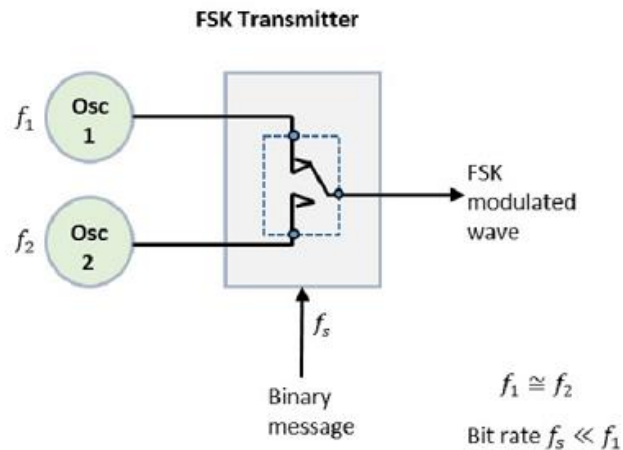 FSK Transmitter
Osc
1
f₁
FSK
modulated
wave
Osc
2
f₂
fₛ
Binary
message
f₁ ≅ f₂
Bit rate fₛ ≪ f₁